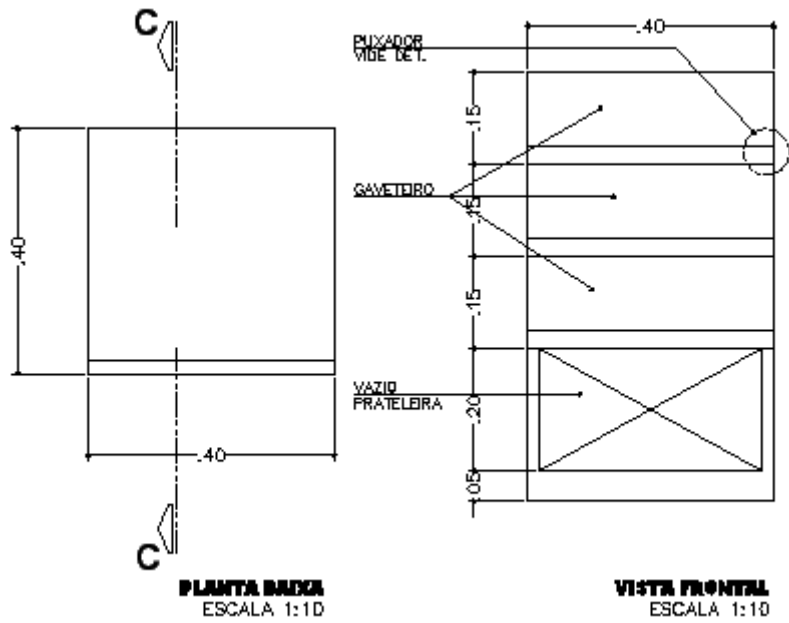 C
.40
.40
C
PLANTA BAIXA
ESCALA 1:10
.40
PUXADOR
VIDE DET.
.15
GAVETEIRO
.15
.15
VAZIO
PRATELEIRA
.20
.05
VISTA FRONTAL
ESCALA 1:10